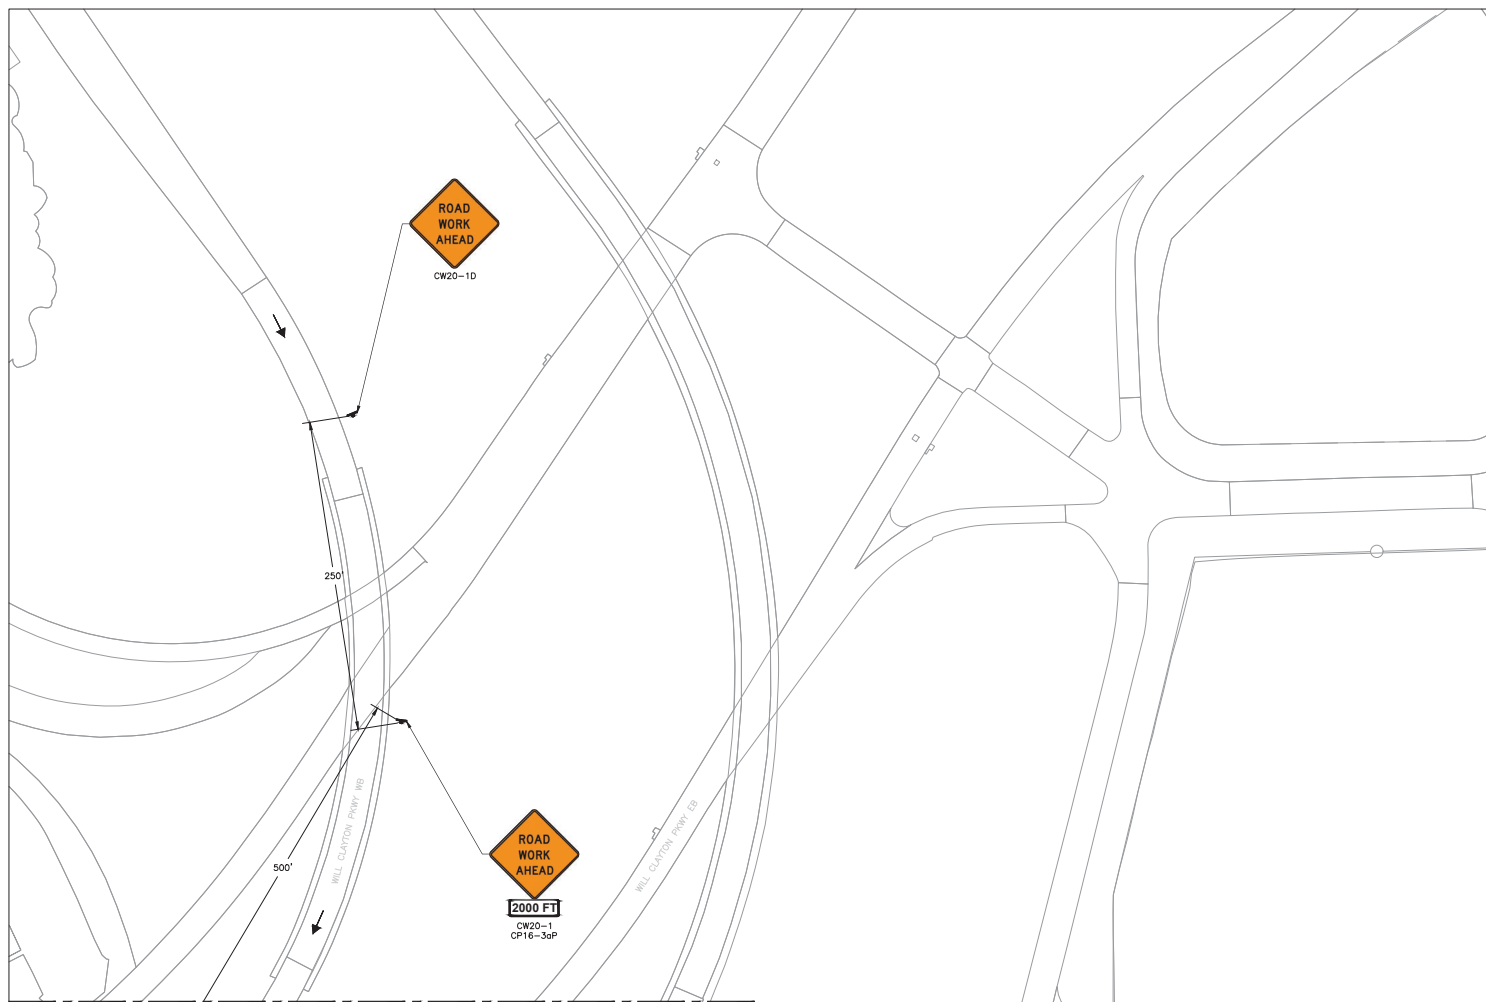 ROAD
WORK
AHEAD
CW20-1D
250'
WILL CLAYTON PKWY WB
WILL CLAYTON PKWY EB
500'
ROAD
WORK
AHEAD
2000 FT
CW20-1
CP16-3aP